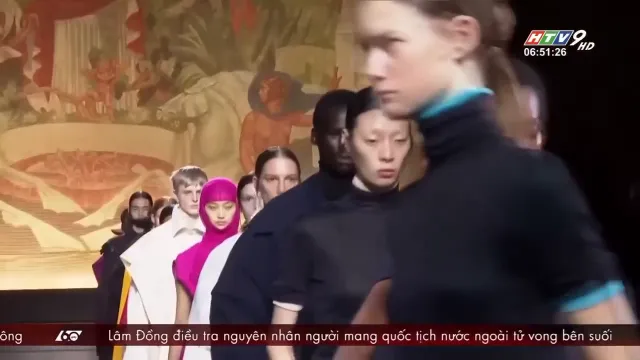 HTV9 HD
06:51:26
ông 60 Lâm Đồng điều tra nguyên nhân người mang quốc tịch nước ngoài tử vong bên suối